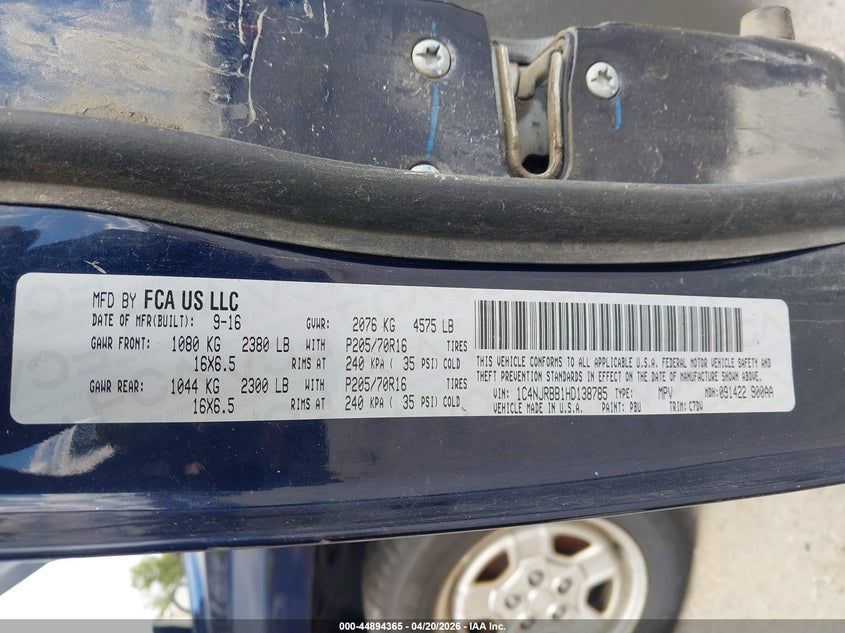 MFD BY FCA US LLC
DATE OF MFR(BUILT): 9-16 GVWR: 2076 KG 4575 LB
GAWR FRONT: 1080 KG 2380 LB WITH P205/70R16 TIRES
16X6.5 RIMS AT 240 KPA ( 35 PSI) COLD
GAWR REAR: 1044 KG 2300 LB WITH P205/70R16 TIRES
16X6.5 RIMS AT 240 KPA ( 35 PSI) COLD
THIS VEHICLE CONFORMS TO ALL APPLICABLE U.S.A. FEDERAL MOTOR VEHICLE SAFETY AND
THEFT PREVENTION STANDARDS IN EFFECT ON THE DATE OF MANUFACTURE SHOWN ABOVE.
VIN: 1C4NJRBB1HD138785 TYPE: MPV MDH: 091422 900AA
VEHICLE MADE IN U.S.A. PAINT: PBU TRIM: C7DV
000-44894365 - 04/20/2026 - IAA, Inc.